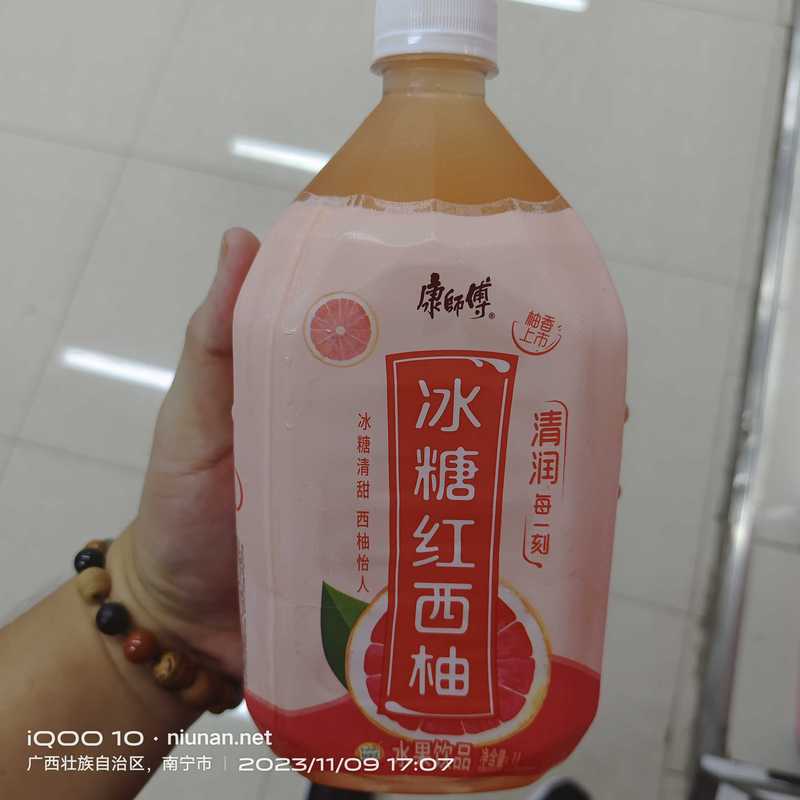 康師傅®
柚香
上市
冰糖红西柚
冰糖清甜 西柚怡人
清润每一刻
水果饮品
iQOO 10 · niunan.net
广西壮族自治区，南宁市 | 2023/11/09 17:07